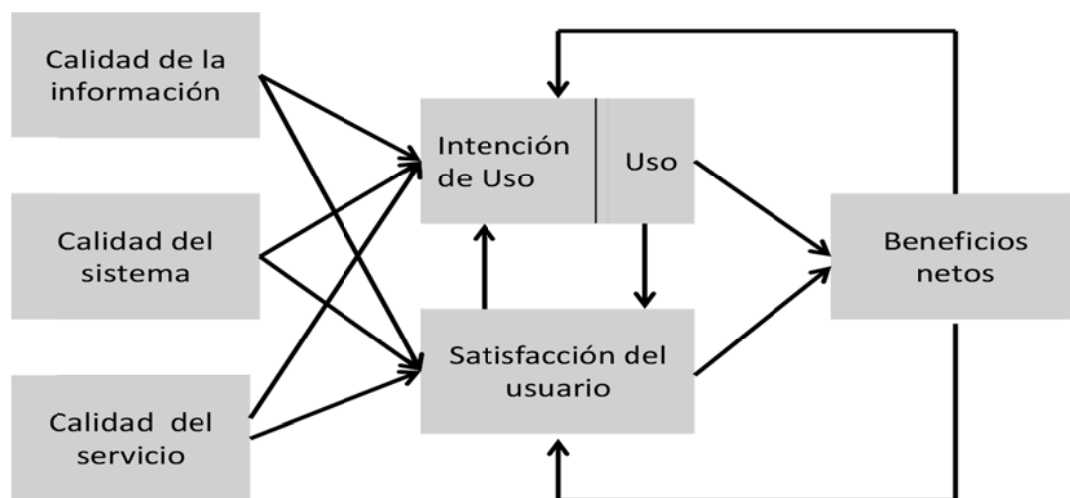 Calidad de la
información
Calidad del
sistema
Calidad del
servicio
Intención
de Uso
Uso
Satisfacción del
usuario
Beneficios
netos